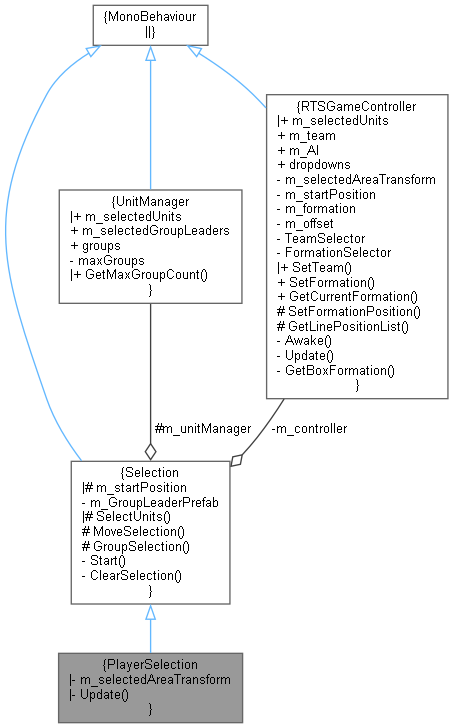 {MonoBehaviour
||}
{RTSGameController
|+ m_selectedUnits
+ m_team
+ m_AI
+ dropdowns
- m_selectedAreaTransform
- m_startPosition
- m_formation
- m_offset
- TeamSelector
- FormationSelector
|+ SetTeam()
+ SetFormation()
+ GetCurrentFormation()
# SetFormationPosition()
# GetLinePositionList()
- Awake()
- Update()
- GetBoxFormation()
}
{UnitManager
|+ m_selectedUnits
+ m_selectedGroupLeaders
+ groups
- maxGroups
|+ GetMaxGroupCount()
}
#m_unitManager
-m_controller
{Selection
|# m_startPosition
- m_GroupLeaderPrefab
|# SelectUnits()
# MoveSelection()
# GroupSelection()
- Start()
- ClearSelection()
}
{PlayerSelection
|- m_selectedAreaTransform
|- Update()
}